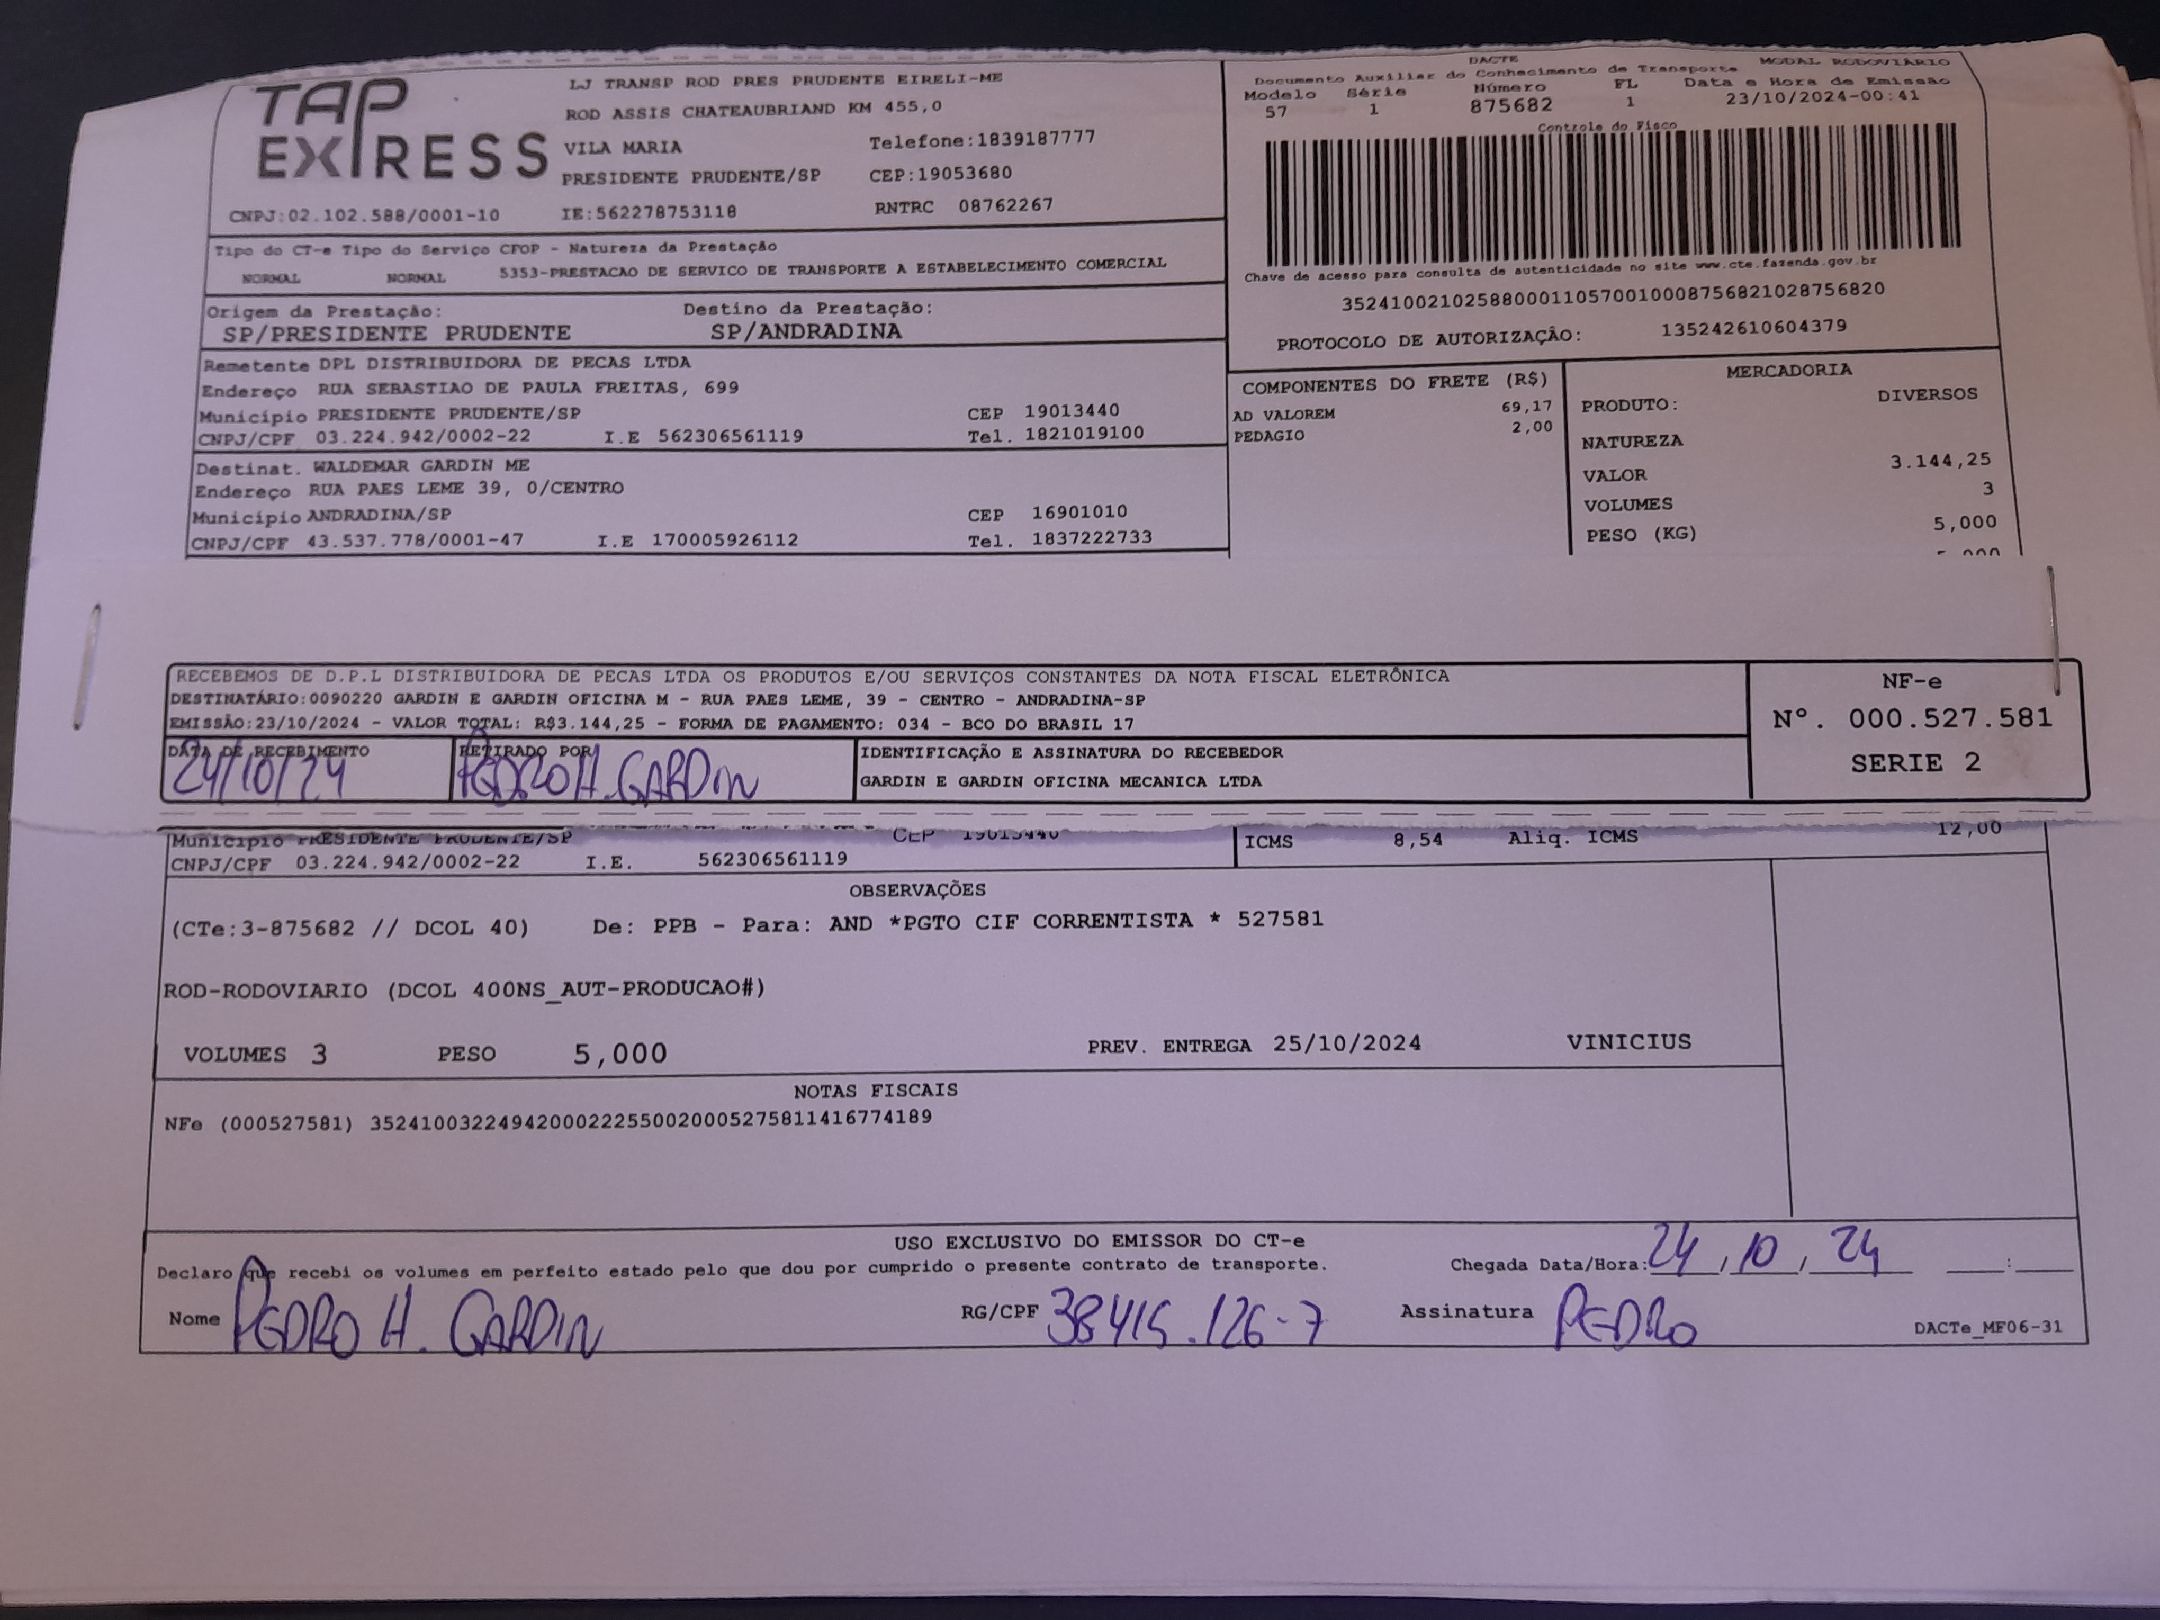 TAP EXPRESS
LJ TRANSP ROD PRES PRUDENTE EIRELI-ME
ROD ASSIS CHATEAUBRIAND KM 455,0
VILA MARIA Telefone:1839187777
PRESIDENTE PRUDENTE/SP CEP:19053680
CNPJ:02.102.588/0001-10 IE:562278753118 RNTRC 08762267
DACTE MODAL RODOVIÁRIO
Documento Auxiliar do Conhecimento de Transporte
Modelo Série Número FL Data e Hora de Emissão
57 1 875682 1 23/10/2024-00:41
Controle do Fisco
Chave de acesso para consulta de autenticidade no site www.cte.fazenda.gov.br
35241002102588000110570010008756821028756820
PROTOCOLO DE AUTORIZAÇÃO: 135242610604379
Tipo do CT-e Tipo do Serviço CFOP - Natureza da Prestação
NORMAL NORMAL 5353-PRESTACAO DE SERVICO DE TRANSPORTE A ESTABELECIMENTO COMERCIAL
Origem da Prestação: Destino da Prestação:
SP/PRESIDENTE PRUDENTE SP/ANDRADINA
Remetente DPL DISTRIBUIDORA DE PECAS LTDA
Endereço RUA SEBASTIAO DE PAULA FREITAS, 699
Município PRESIDENTE PRUDENTE/SP CEP 19013440
CNPJ/CPF 03.224.942/0002-22 I.E 562306561119 Tel. 1821019100
Destinat. WALDEMAR GARDIN ME
Endereço RUA PAES LEME 39, 0/CENTRO
Município ANDRADINA/SP CEP 16901010
CNPJ/CPF 43.537.778/0001-47 I.E 170005926112 Tel. 1837222733
COMPONENTES DO FRETE (R$)
AD VALOREM 69,17
PEDAGIO 2,00
MERCADORIA
PRODUTO: DIVERSOS
NATUREZA
VALOR 3.144,25
VOLUMES 3
PESO (KG) 5,000
RECEBEMOS DE D.P.L DISTRIBUIDORA DE PECAS LTDA OS PRODUTOS E/OU SERVIÇOS CONSTANTES DA NOTA FISCAL ELETRÔNICA
DESTINATÁRIO:0090220 GARDIN E GARDIN OFICINA M - RUA PAES LEME, 39 - CENTRO - ANDRADINA-SP
EMISSÃO:23/10/2024 - VALOR TOTAL: R$3.144,25 - FORMA DE PAGAMENTO: 034 - BCO DO BRASIL 17
DATA DE RECEBIMENTO RETIRADO POR IDENTIFICAÇÃO E ASSINATURA DO RECEBEDOR
24/10/24 PEDRO H. GARDIN GARDIN E GARDIN OFICINA MECANICA LTDA
NF-e
Nº. 000.527.581
SERIE 2
Município PRESIDENTE PRUDENTE/SP CEP 19013440
CNPJ/CPF 03.224.942/0002-22 I.E. 562306561119
ICMS 8,54 Aliq. ICMS 12,00
OBSERVAÇÕES
(CTe:3-875682 // DCOL 40) De: PPB - Para: AND *PGTO CIF CORRENTISTA * 527581
ROD-RODOVIARIO (DCOL 400NS_AUT-PRODUCAO#)
VOLUMES 3 PESO 5,000 PREV. ENTREGA 25/10/2024 VINICIUS
NOTAS FISCAIS
NFe (000527581) 35241003224942000222550020005275811416774189
USO EXCLUSIVO DO EMISSOR DO CT-e
Declaro que recebi os volumes em perfeito estado pelo que dou por cumprido o presente contrato de transporte. Chegada Data/Hora: 24/10/24 :
Nome PEDRO H. GARDIN RG/CPF 38415.126-7 Assinatura PEDRO
DACTe_MF06-31